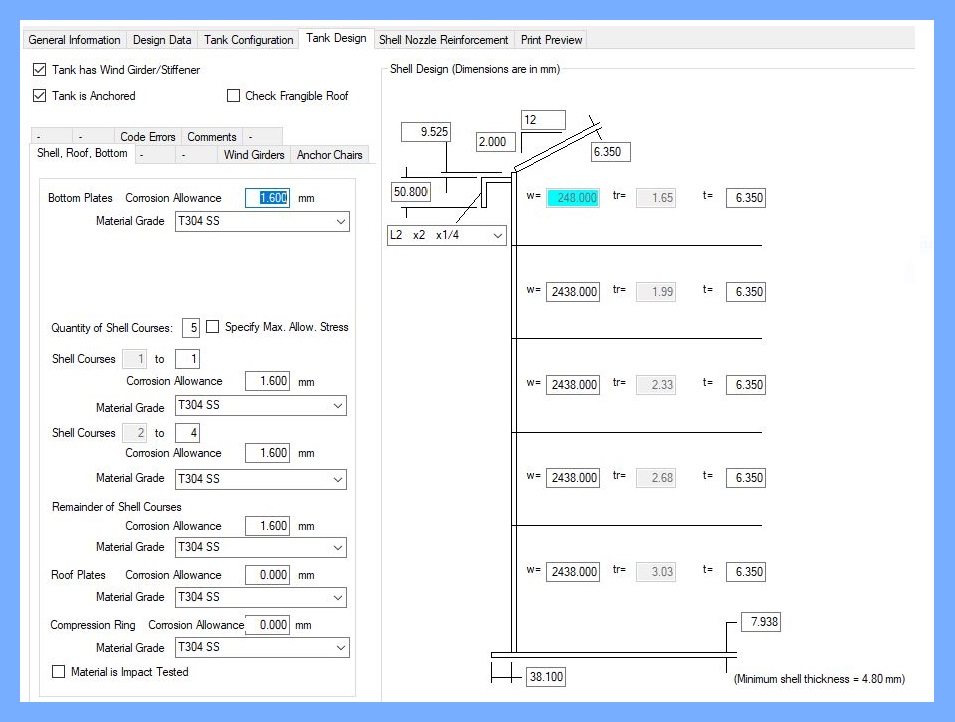 General Information Design Data Tank Configuration Tank Design Shell Nozzle Reinforcement Print Preview
Tank has Wind Girder/Stiffener
Tank is Anchored Check Frangible Roof
- - Code Errors Comments -
Shell, Roof, Bottom - - Wind Girders Anchor Chairs
Bottom Plates Corrosion Allowance 1.600 mm
Material Grade T304 SS
Quantity of Shell Courses: 5 Specify Max. Allow. Stress
Shell Courses 1 to 1
Corrosion Allowance 1.600 mm
Material Grade T304 SS
Shell Courses 2 to 4
Corrosion Allowance 1.600 mm
Material Grade T304 SS
Remainder of Shell Courses
Corrosion Allowance 1.600 mm
Material Grade T304 SS
Roof Plates Corrosion Allowance 0.000 mm
Material Grade T304 SS
Compression Ring Corrosion Allowance 0.000 mm
Material Grade T304 SS
Material is Impact Tested
Shell Design (Dimensions are in mm)
12
9.525
2.000
6.350
50.800
L2 x2 x1/4
w= 248.000 tr= 1.65 t= 6.350
w= 2438.000 tr= 1.99 t= 6.350
w= 2438.000 tr= 2.33 t= 6.350
w= 2438.000 tr= 2.68 t= 6.350
w= 2438.000 tr= 3.03 t= 6.350
7.938
38.100
(Minimum shell thickness = 4.80 mm)